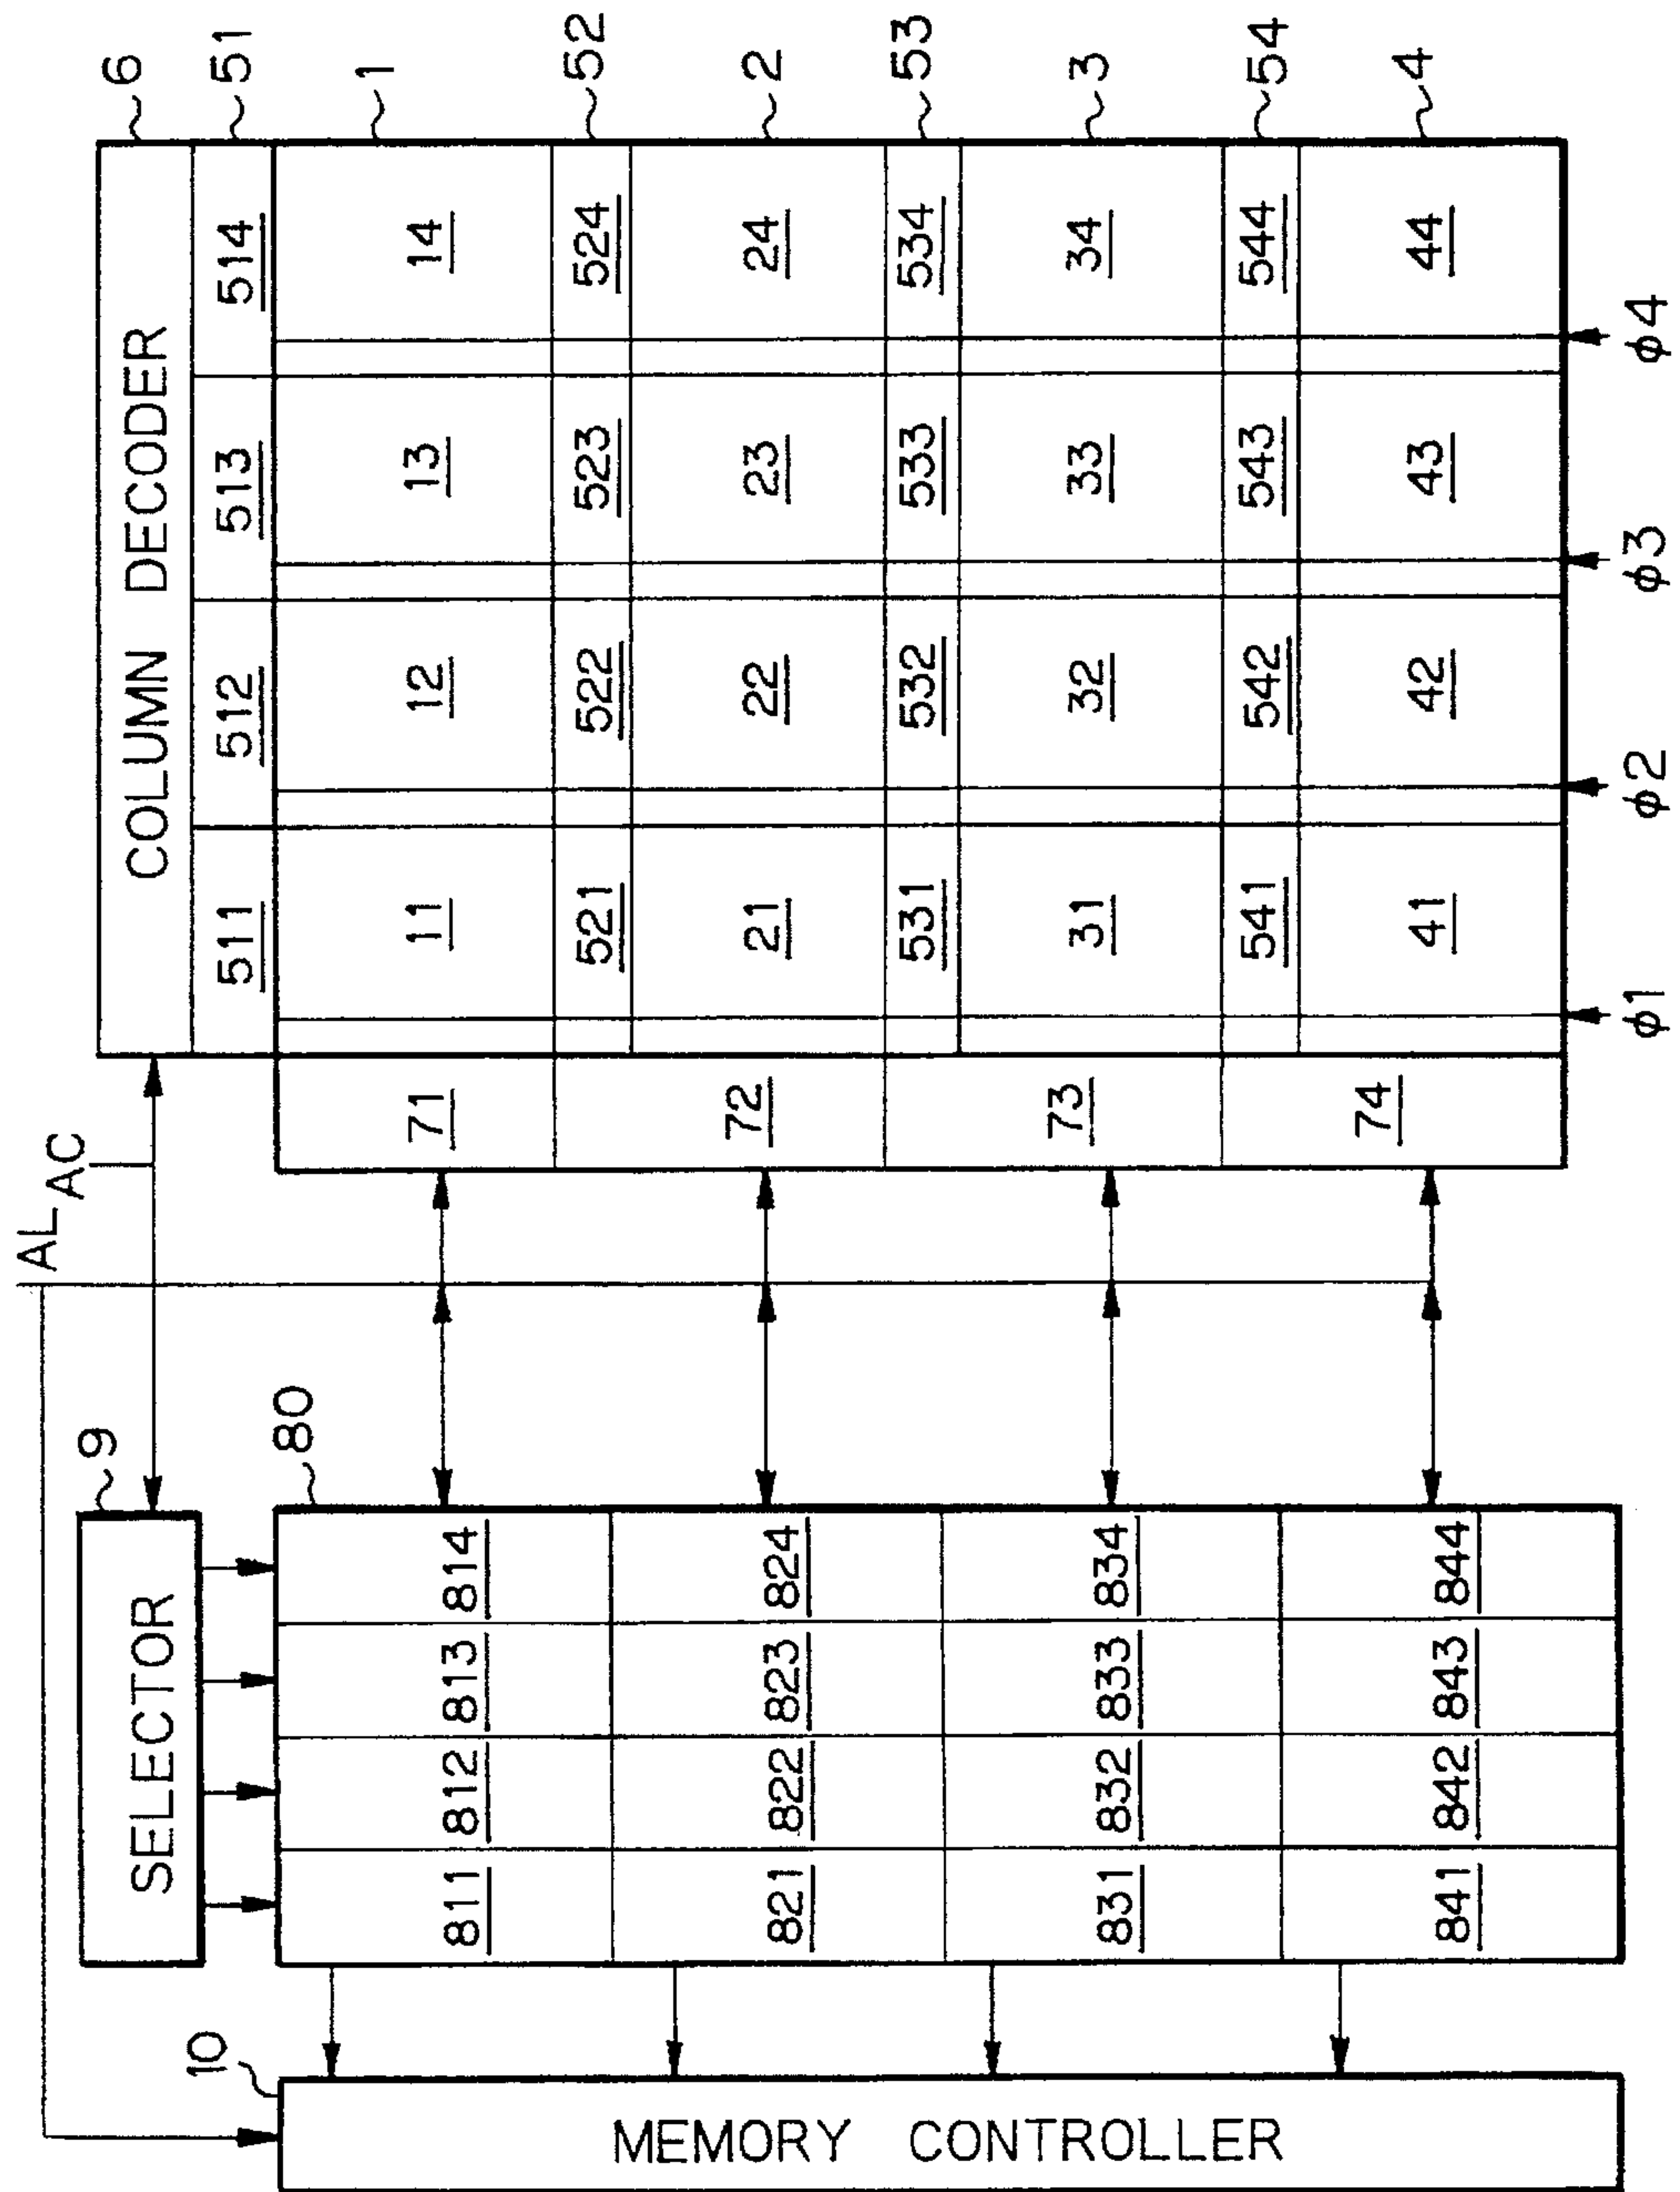 AL
AC
9
SELECTOR
80
10
MEMORY CONTROLLER
811 812 813 814
821 822 823 824
831 832 833 834
841 842 843 844
COLUMN DECODER 6
511 512 513 514 51
71 11 12 13 14 1
521 522 523 524 52
72 21 22 23 24 2
531 532 533 534 53
73 31 32 33 34 3
541 542 543 544 54
74 41 42 43 44 4
φ1 φ2 φ3 φ4